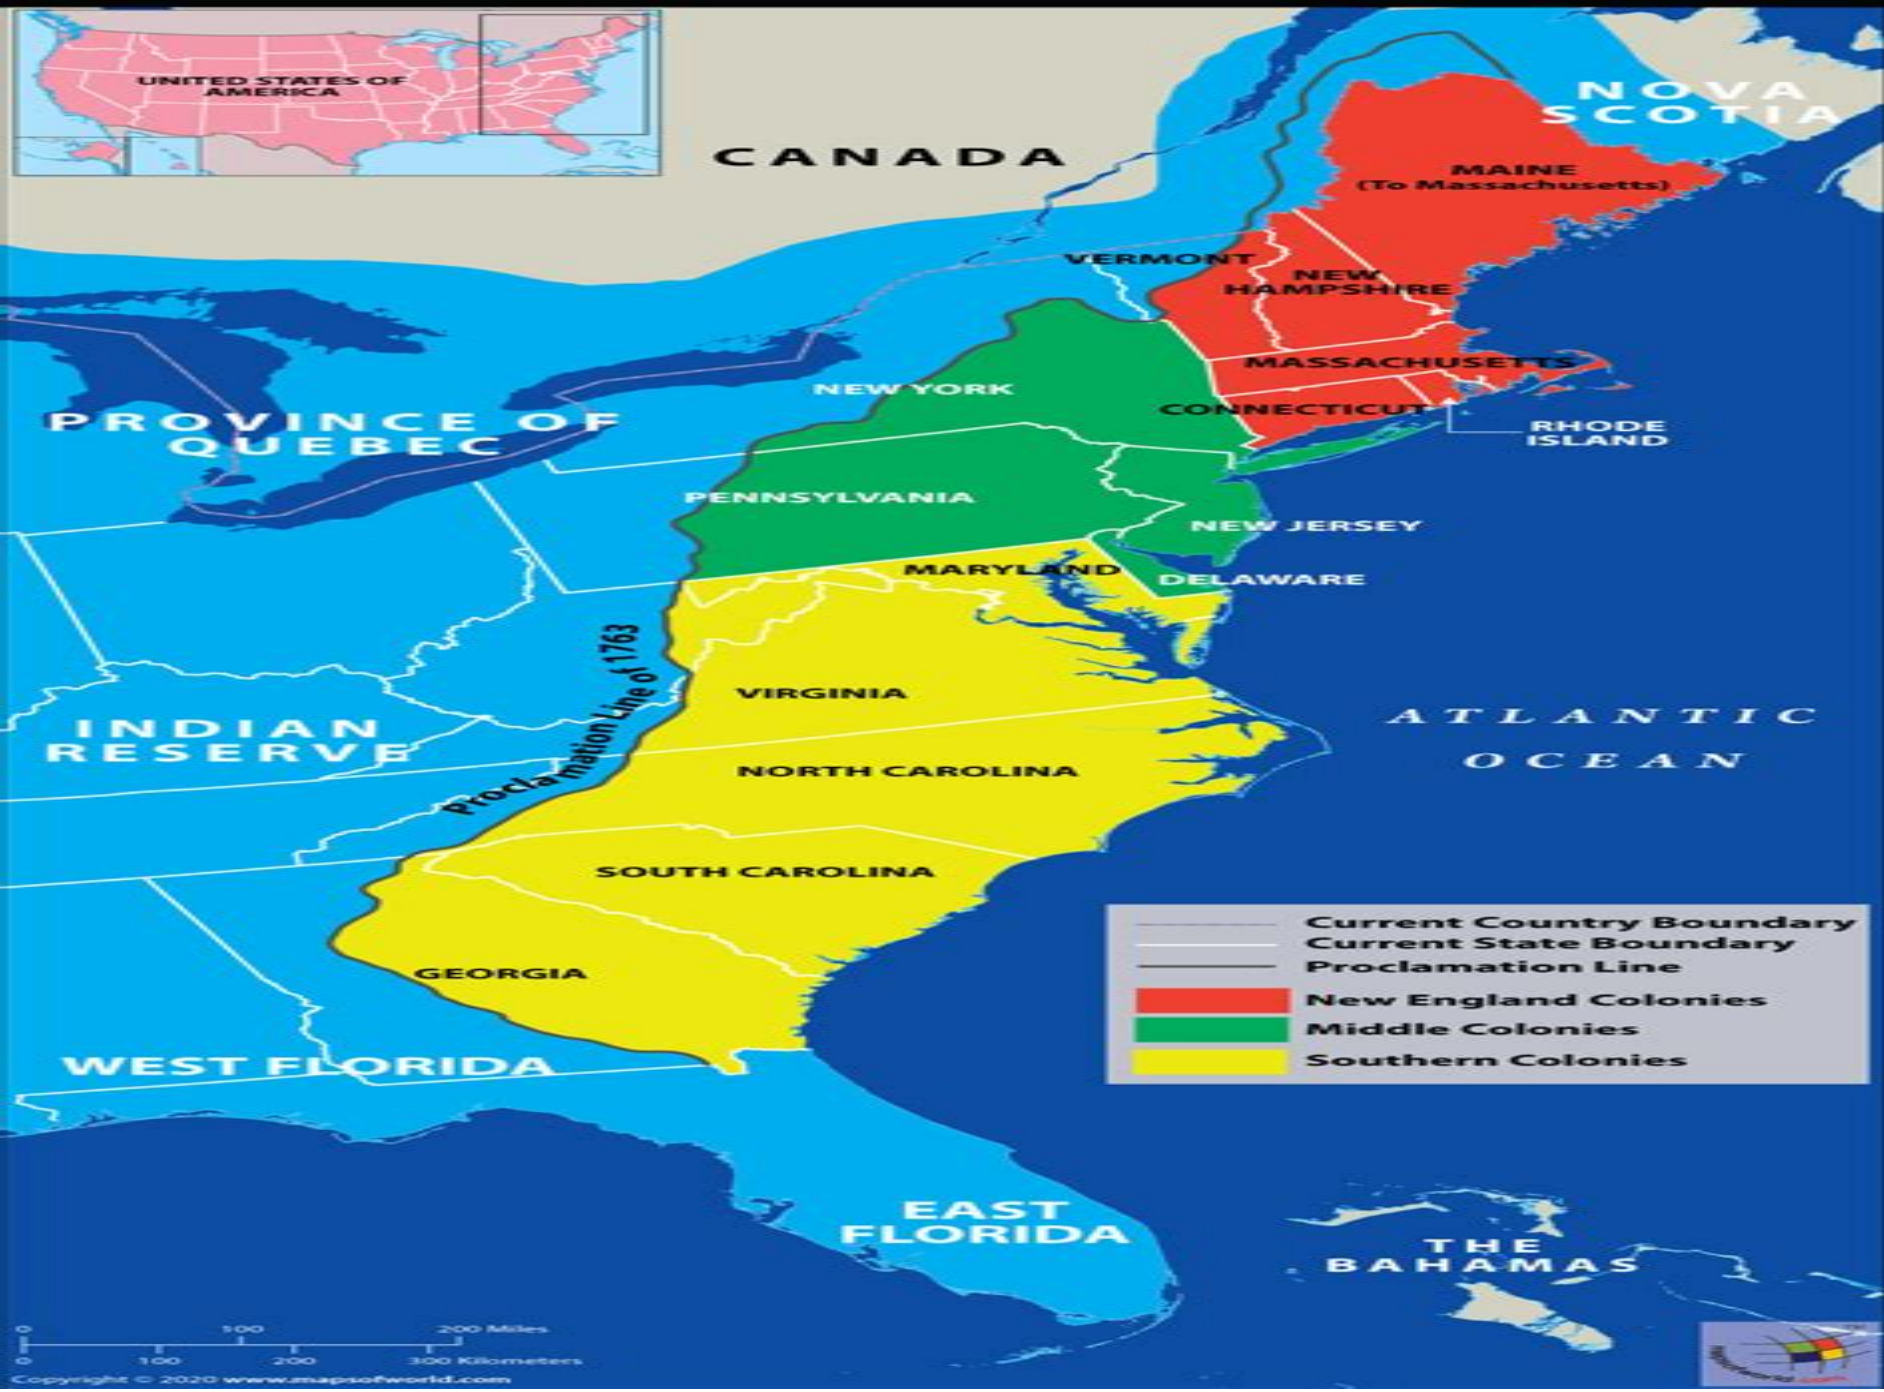 UNITED STATES OF
AMERICA
CANADA
NOVA
SCOTIA
MAINE
(To Massachusetts)
VERMONT
NEW
HAMPSHIRE
MASSACHUSETTS
NEW YORK
CONNECTICUT
RHODE
ISLAND
PROVINCE OF
QUEBEC
PENNSYLVANIA
NEW JERSEY
MARYLAND
DELAWARE
Proclamation Line of 1763
VIRGINIA
INDIAN
RESERVE
ATLANTIC
OCEAN
NORTH CAROLINA
SOUTH CAROLINA
GEORGIA
Current Country Boundary
Current State Boundary
Proclamation Line
New England Colonies
Middle Colonies
Southern Colonies
WEST FLORIDA
EAST
FLORIDA
THE
BAHAMAS
0 100 200 Miles
0 100 200 300 Kilometers
Copyright © 2020 www.mapsofworld.com